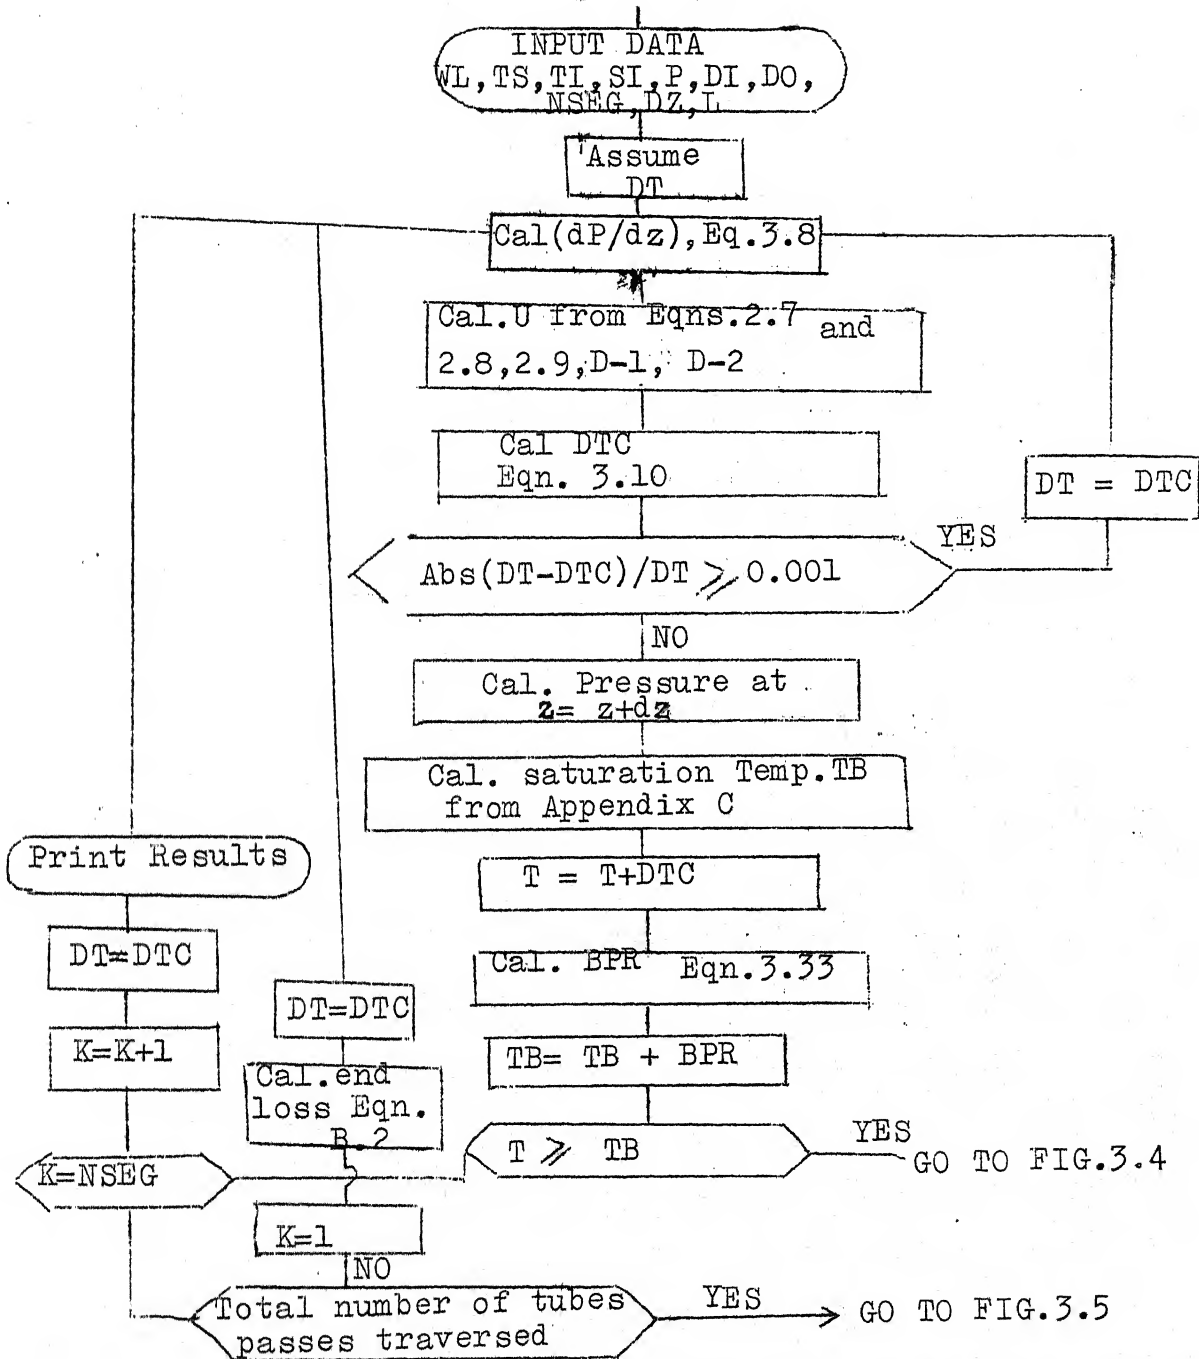 INPUT DATA
WL,TS,TI,SI,P,DI,DO,
NSEG,DZ,L
Assume
DT
Cal(dP/dz),Eq.3.8
Cal.U from Eqns.2.7 and
2.8,2.9,D-1, D-2
Cal DTC
Eqn. 3.10
DT = DTC
YES
Abs(DT-DTC)/DT ⩾ 0.001
NO
Cal. Pressure at
z= z+dz
Cal. saturation Temp.TB
from Appendix C
T = T+DTC
Cal. BPR Eqn.3.33
TB= TB + BPR
T ⩾ TB
YES
GO TO FIG.3.4
Print Results
DT=DTC
K=K+1
K=NSEG
DT=DTC
Cal.end
loss Eqn.
B.2
K=1
NO
Total number of tubes
passes traversed
YES
GO TO FIG.3.5